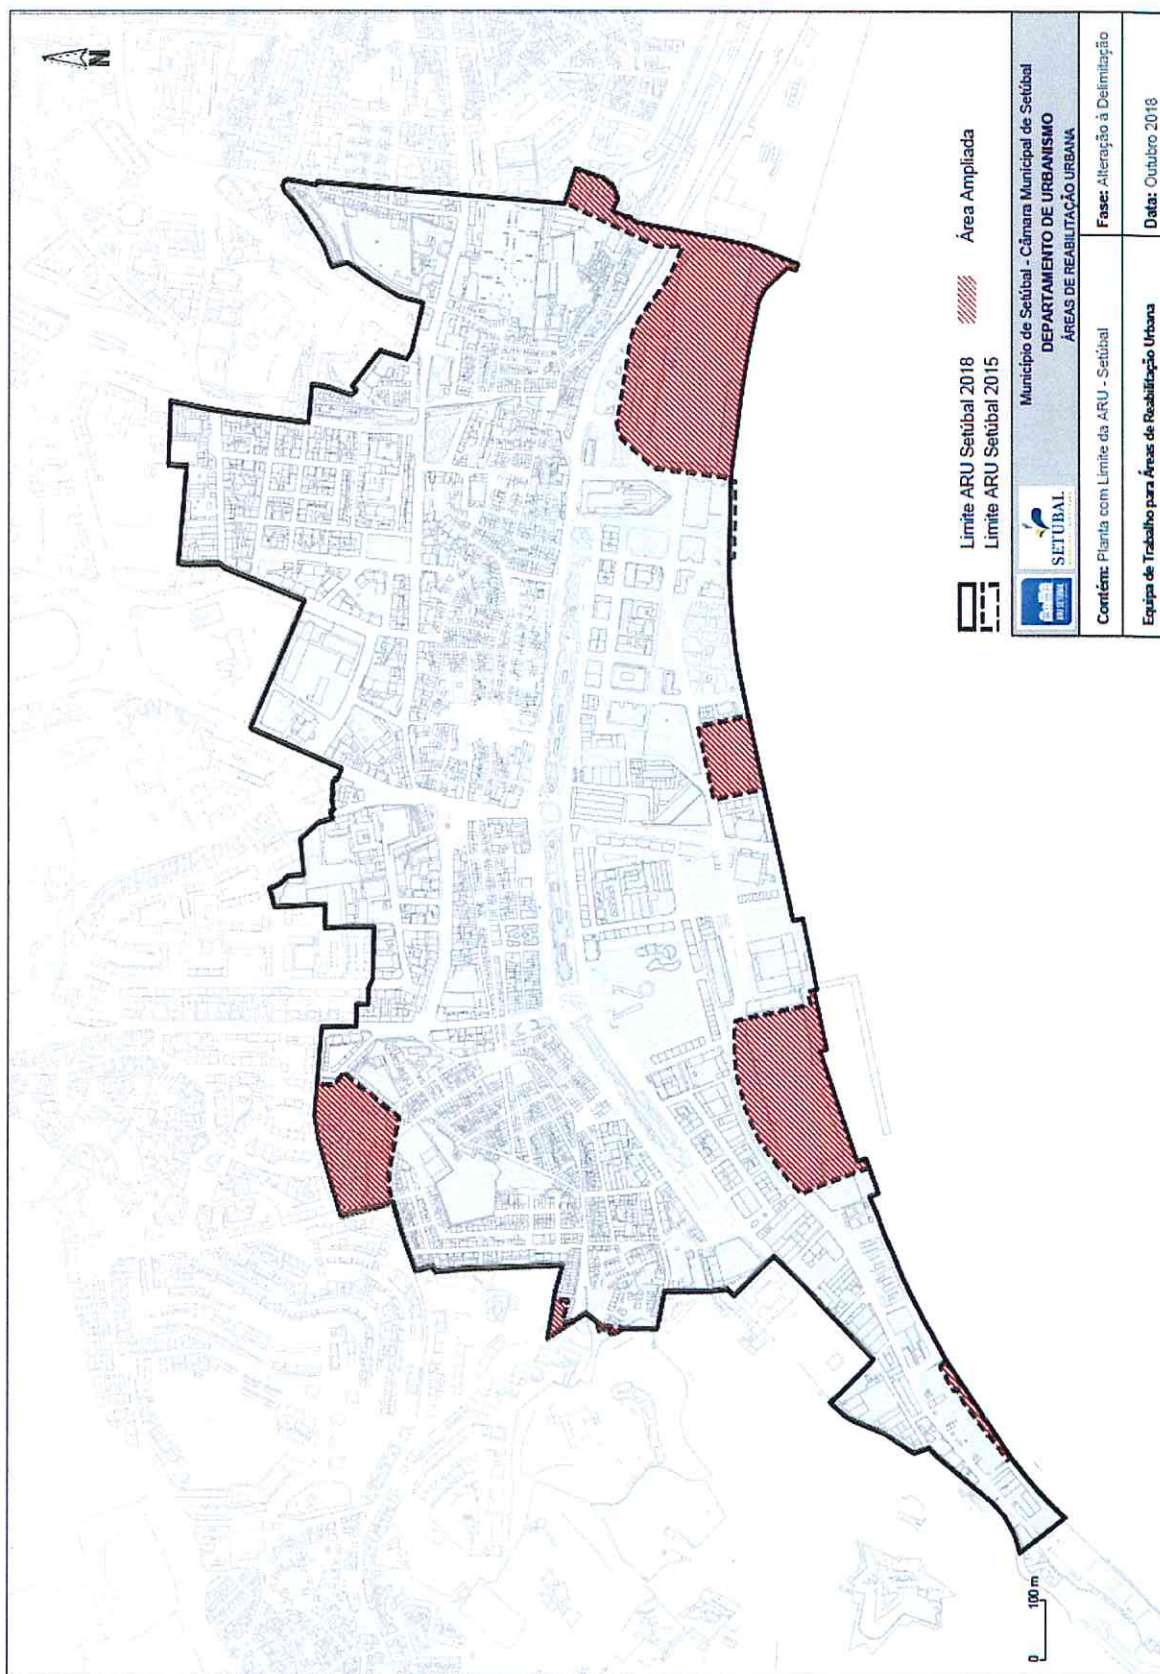 N
Limite ARU Setúbal 2018
Área Ampliada
Limite ARU Setúbal 2015
SETÚBAL
Município de Setúbal - Câmara Municipal de Setúbal
DEPARTAMENTO DE URBANISMO
ÁREAS DE REABILITAÇÃO URBANA
Contém: Planta com Limite da ARU - Setúbal
Fase: Alteração à Delimitação
Equipa de Trabalho para Áreas de Reabilitação Urbana
Data: Outubro 2018
0 100 m